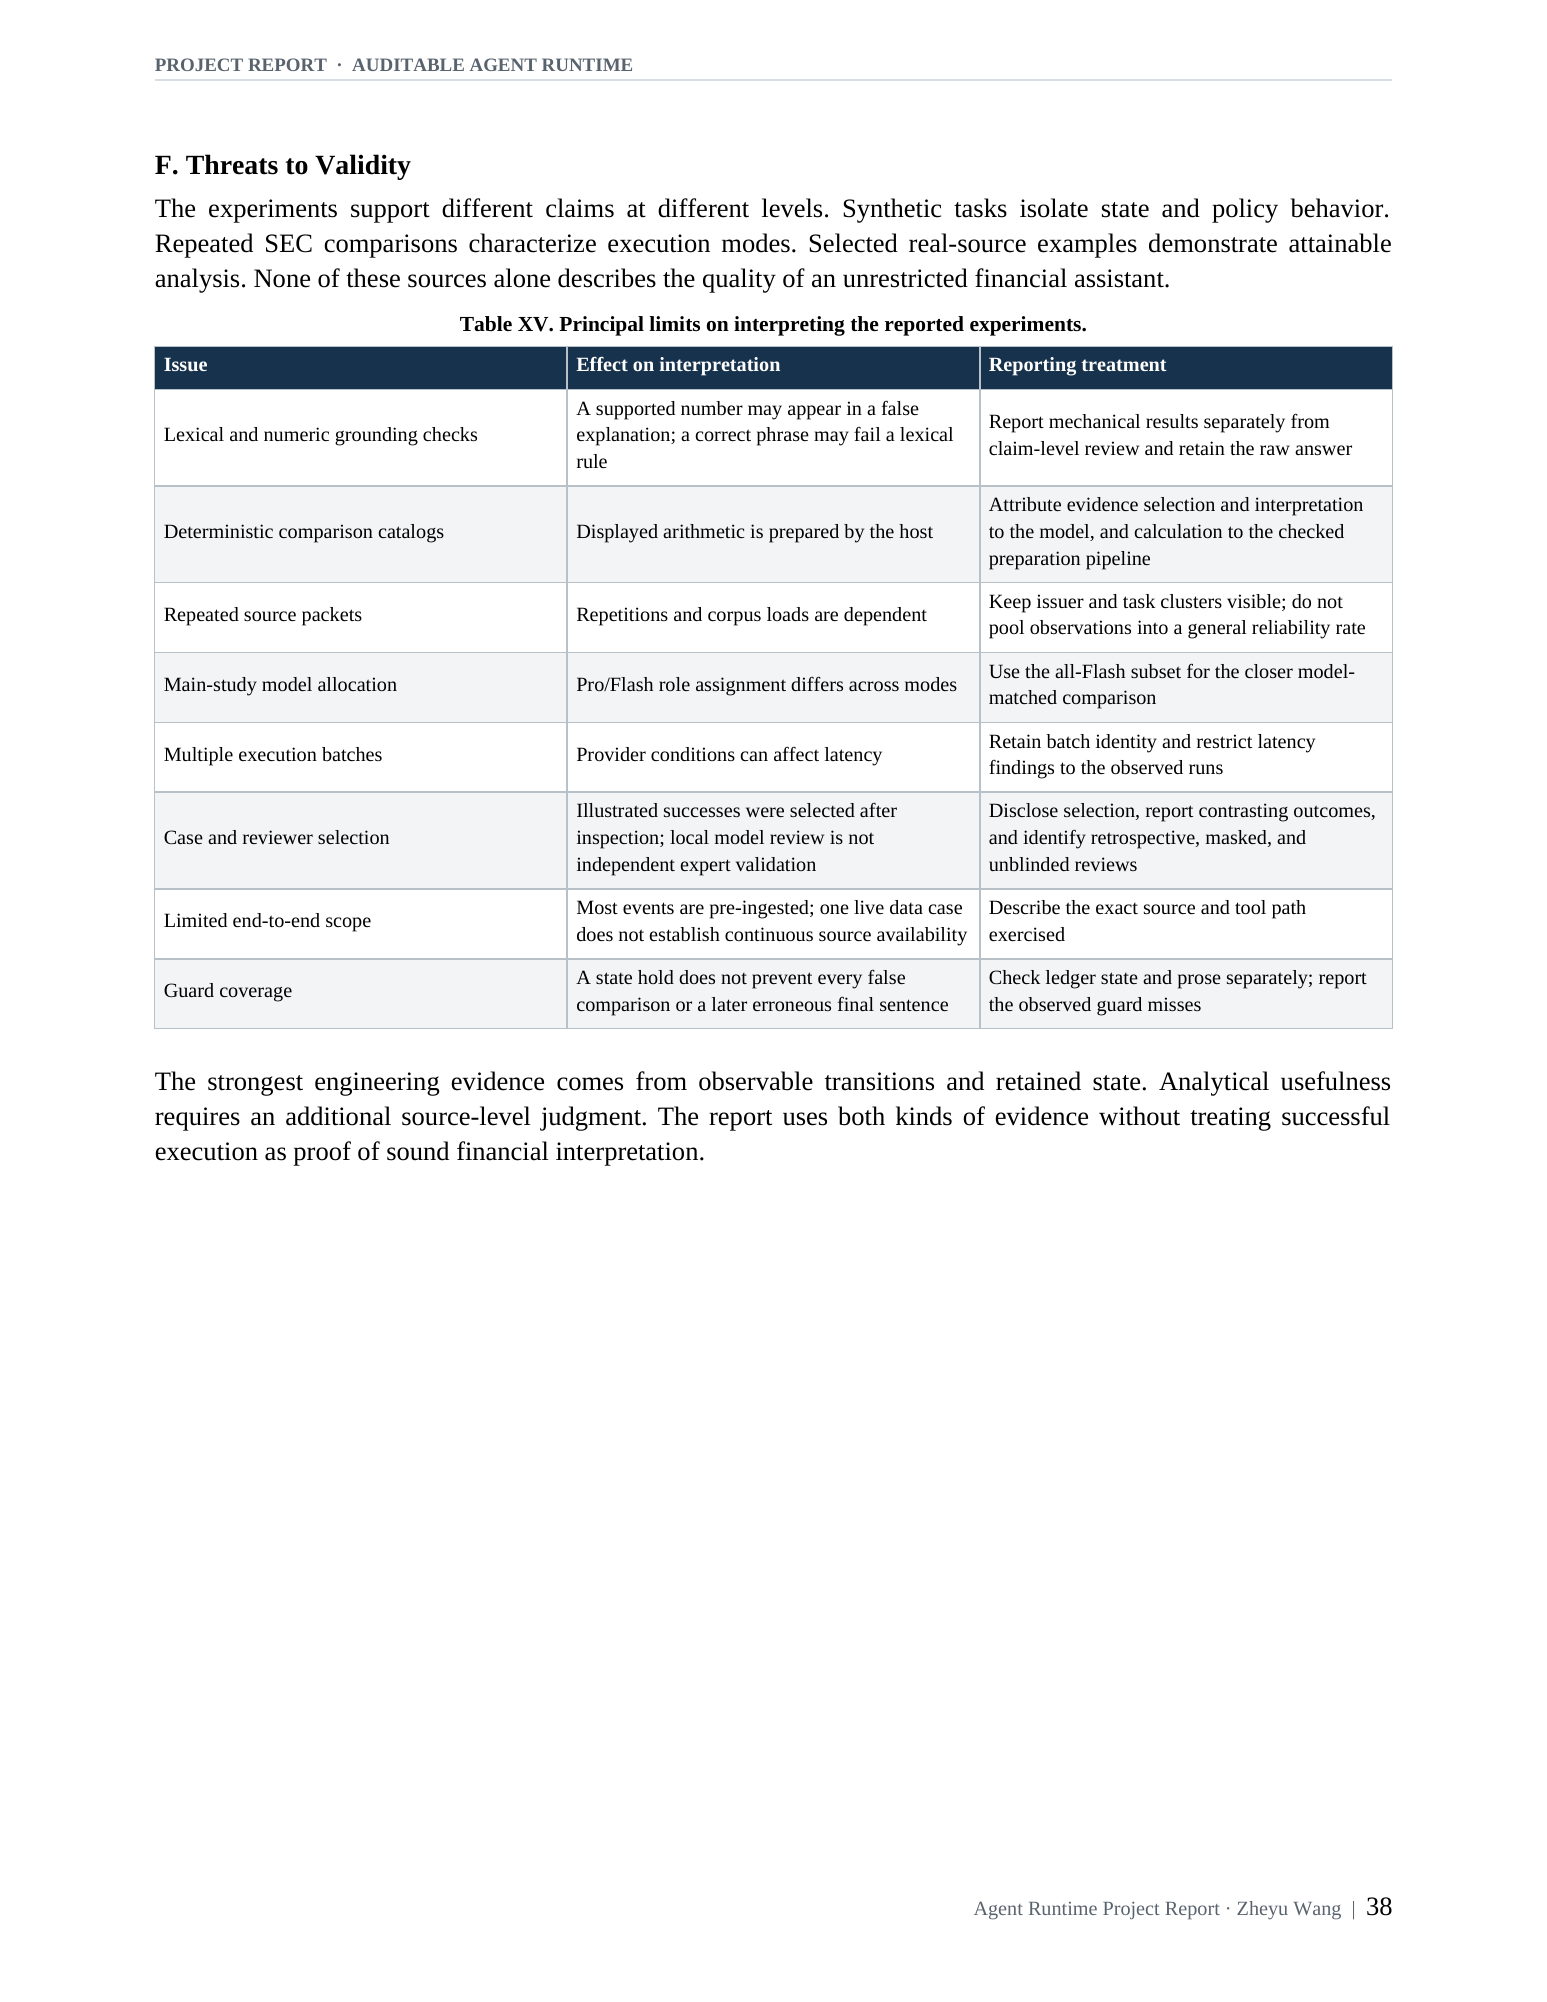 PROJECT REPORT · AUDITABLE AGENT RUNTIME
F. Threats to Validity
The experiments support different claims at different levels. Synthetic tasks isolate state and policy behavior.
Repeated SEC comparisons characterize execution modes. Selected real-source examples demonstrate attainable
analysis. None of these sources alone describes the quality of an unrestricted financial assistant.
Table XV. Principal limits on interpreting the reported experiments.
Issue
Effect on interpretation
Reporting treatment
Lexical and numeric grounding checks
A supported number may appear in a false
explanation; a correct phrase may fail a lexical
rule
Report mechanical results separately from
claim-level review and retain the raw answer
Deterministic comparison catalogs
Displayed arithmetic is prepared by the host
Attribute evidence selection and interpretation
to the model, and calculation to the checked
preparation pipeline
Repeated source packets
Repetitions and corpus loads are dependent
Keep issuer and task clusters visible; do not
pool observations into a general reliability rate
Main-study model allocation
Pro/Flash role assignment differs across modes
Use the all-Flash subset for the closer model-
matched comparison
Multiple execution batches
Provider conditions can affect latency
Retain batch identity and restrict latency
findings to the observed runs
Case and reviewer selection
Illustrated successes were selected after
inspection; local model review is not
independent expert validation
Disclose selection, report contrasting outcomes,
and identify retrospective, masked, and
unblinded reviews
Limited end-to-end scope
Most events are pre-ingested; one live data case
does not establish continuous source availability
Describe the exact source and tool path
exercised
Guard coverage
A state hold does not prevent every false
comparison or a later erroneous final sentence
Check ledger state and prose separately; report
the observed guard misses
The strongest engineering evidence comes from observable transitions and retained state. Analytical usefulness
requires an additional source-level judgment. The report uses both kinds of evidence without treating successful
execution as proof of sound financial interpretation.
Agent Runtime Project Report · Zheyu Wang | 38